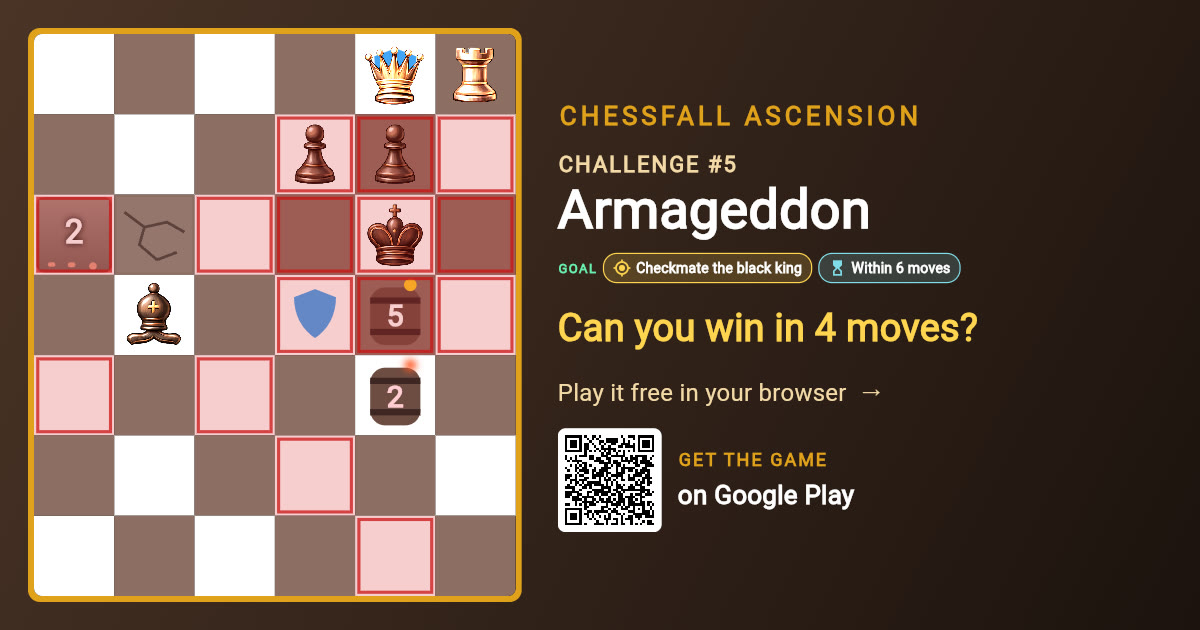 2
5
2
CHESSFALL ASCENSION
CHALLENGE #5
Armageddon
GOAL Checkmate the black king Within 6 moves
Can you win in 4 moves?
Play it free in your browser →
GET THE GAME
on Google Play